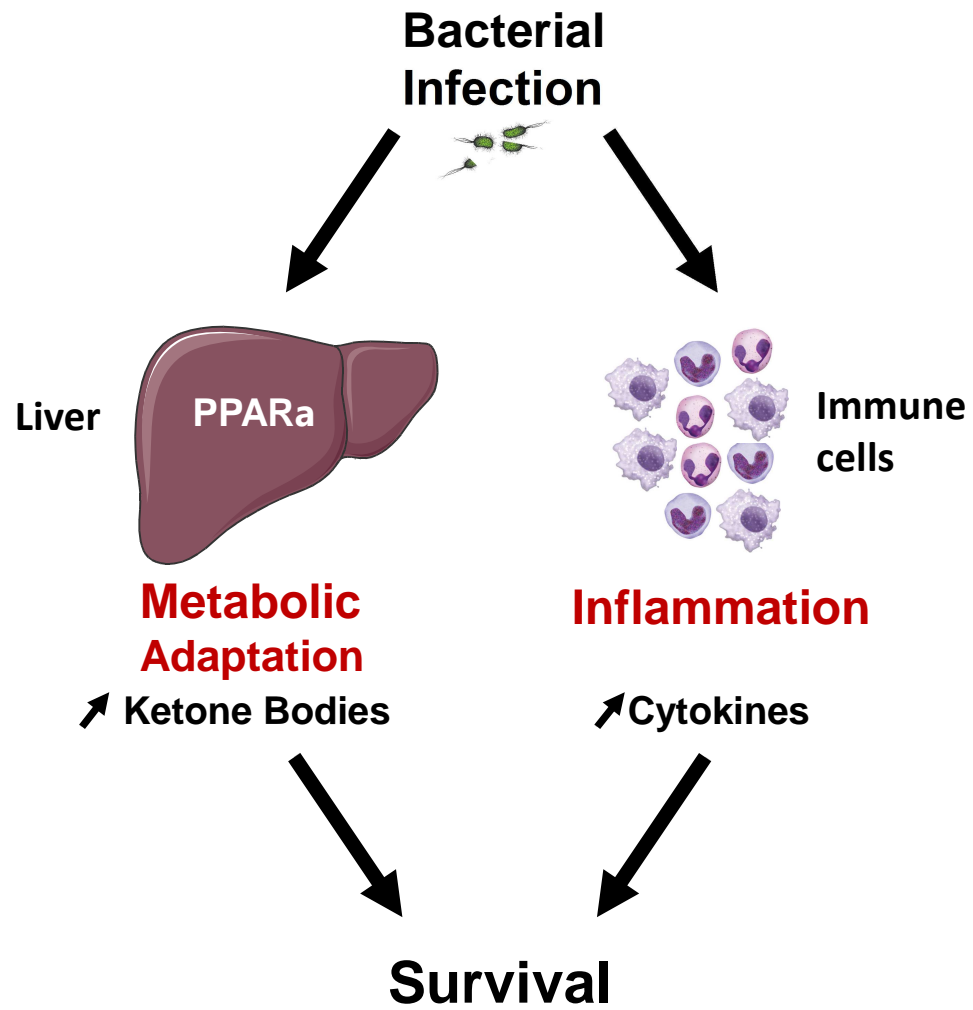 Bacterial
Infection
Liver
PPARa
Immune
cells
Metabolic
Adaptation
Inflammation
Ketone Bodies
Cytokines
Survival